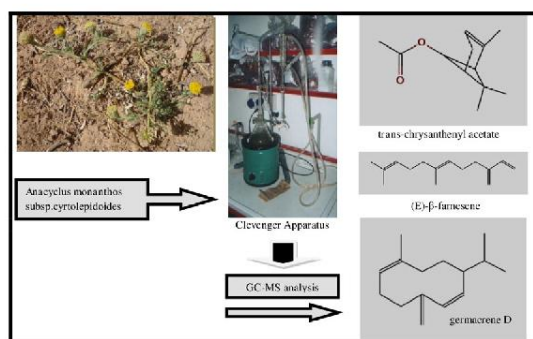 Anacyclus monanthos
subsp.cyrtolepidoides
Clevenger Apparatus
GC-MS analysis
O
O
trans-chrysanthenyl acetate
(E)-β-farnesene
germacrene D